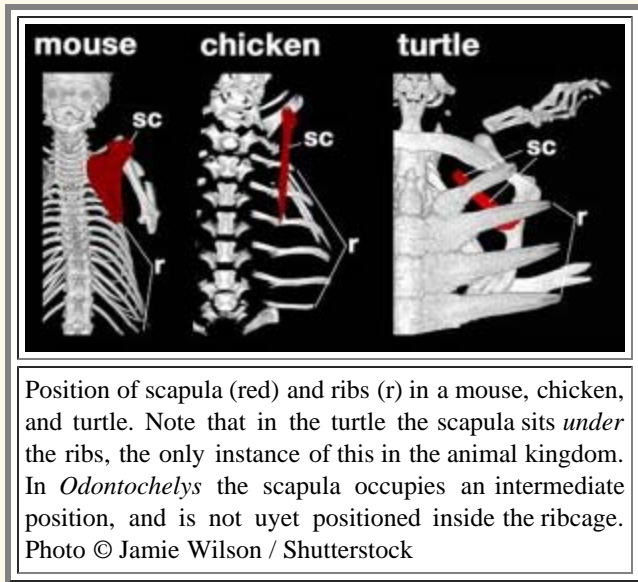 mouse chicken turtle
sc
sc
sc
r
r
r
Position of scapula (red) and ribs (r) in a mouse, chicken,
and turtle. Note that in the turtle the scapula sits under
the ribs, the only instance of this in the animal kingdom.
In Odontochelys the scapula occupies an intermediate
position, and is not uyet positioned inside the ribcage.
Photo © Jamie Wilson / Shutterstock